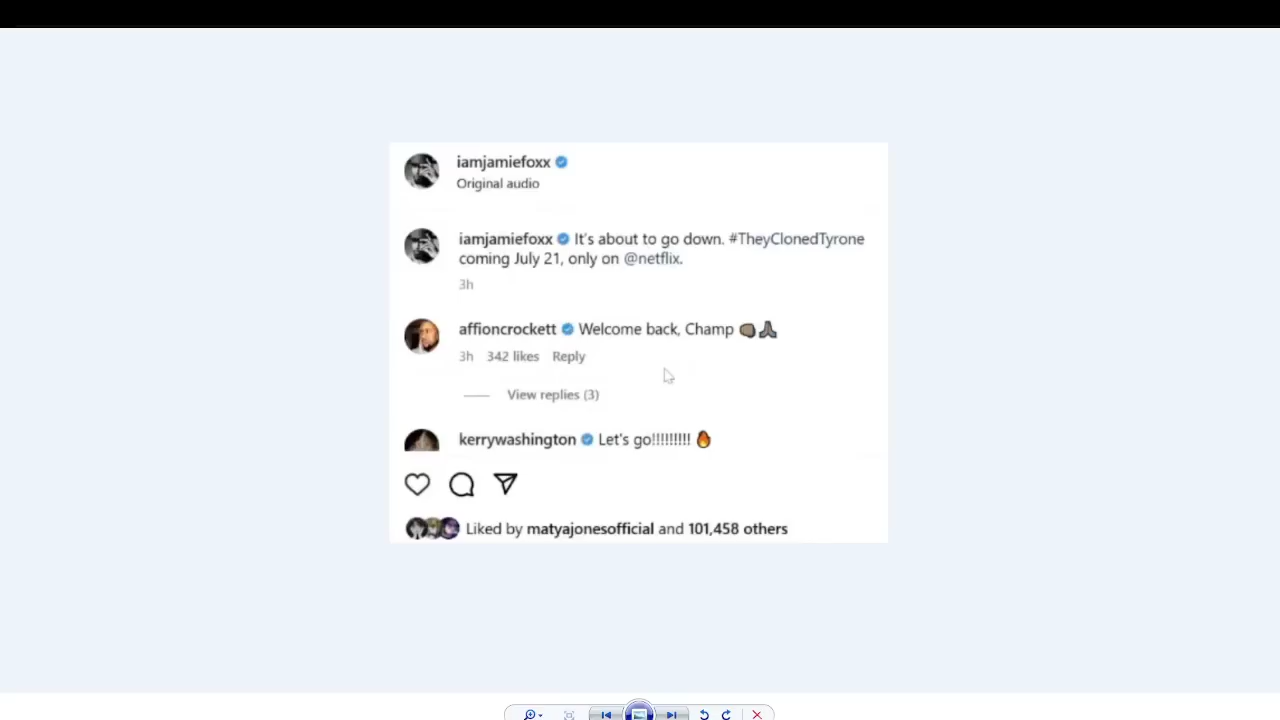 iamjamiefoxx
Original audio
iamjamiefoxx It's about to go down. #TheyClonedTyrone
coming July 21, only on @netflix.
3h
affioncrockett Welcome back, Champ
3h 342 likes Reply
View replies (3)
kerrywashington Let's go!!!!!!!!!
Liked by matyajonesofficial and 101,458 others